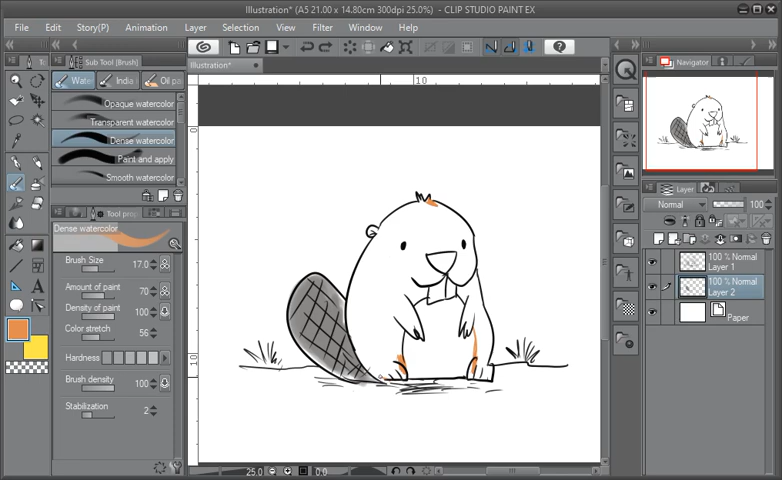 Illustration* (A5 21.00 x 14.80cm 300dpi 25.0%) - CLIP STUDIO PAINT EX
File Edit Story(P) Animation Layer Selection View Filter Window Help
Sub Tool [Brush]
Illustration*
Navigator
India
Opaque watercolor
Transparent watercolor
Dense watercolor
Paint and apply
Smooth watercolor
Tool prop
Dense watercolor
Brush Size 17.0
Amount of paint 70
Density of paint 100
Color stretch 56
Hardness
Brush density 100
Stabilization 2
10
0
10
25.0
0.0
Layer
Normal 100
100 % Normal
Layer 1
100 % Normal
Layer 2
Paper